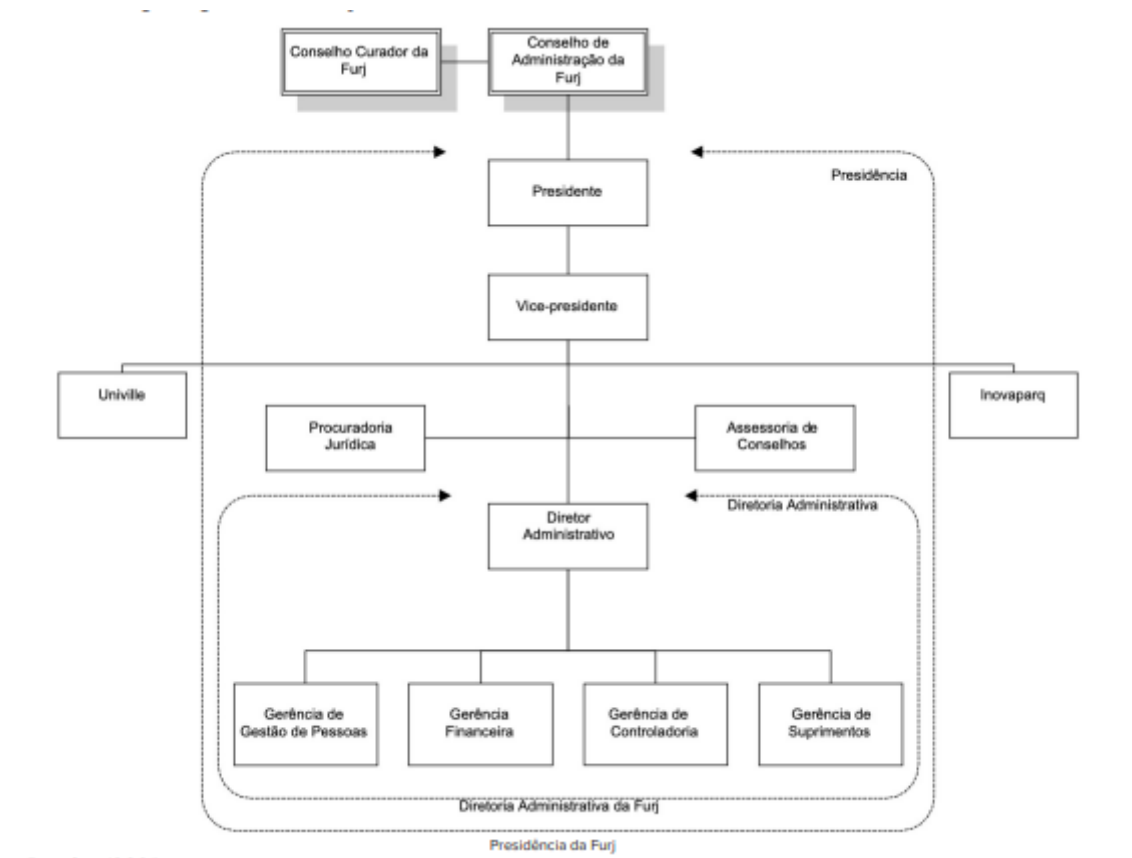 Conselho Curador da
Furj
Conselho de
Administração da
Furj
Presidência
Presidente
Vice-presidente
Univille
Inovaparq
Procuradoria
Jurídica
Assessoria de
Conselhos
Diretoria Administrativa
Diretor
Administrativo
Gerência de
Gestão de Pessoas
Gerência
Financeira
Gerência de
Controladoria
Gerência de
Suprimentos
Diretoria Administrativa da Furj
Presidência da Furj